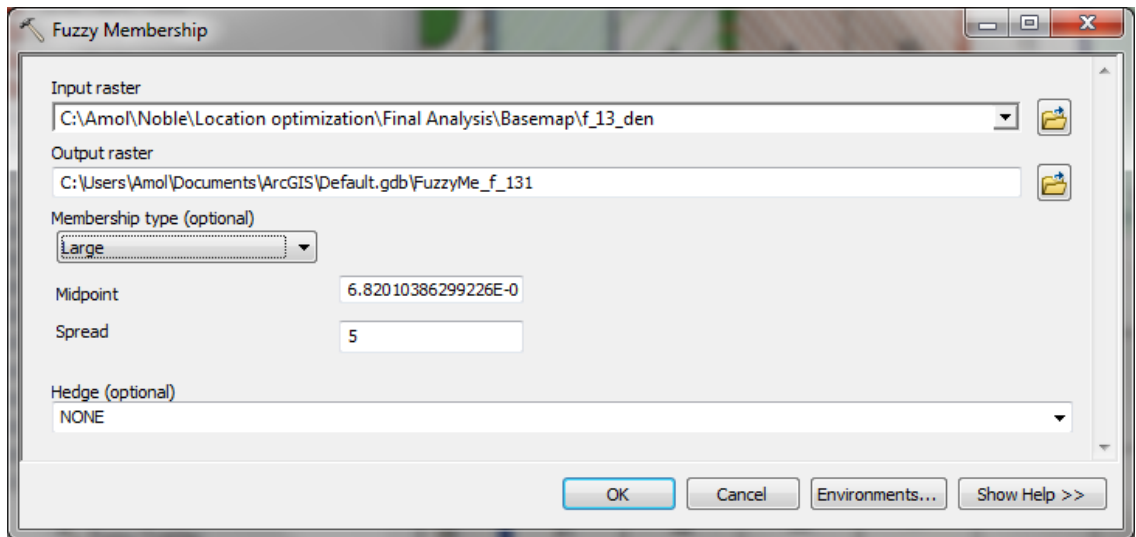 Fuzzy Membership
Input raster
C:\Amol\Noble\Location optimization\Final Analysis\Basemap\f_13_den
Output raster
C:\Users\Amol\Documents\ArcGIS\Default.gdb\FuzzyMe_f_131
Membership type (optional)
Large
Midpoint 6.82010386299226E-0
Spread 5
Hedge (optional)
NONE
OK Cancel Environments... Show Help >>